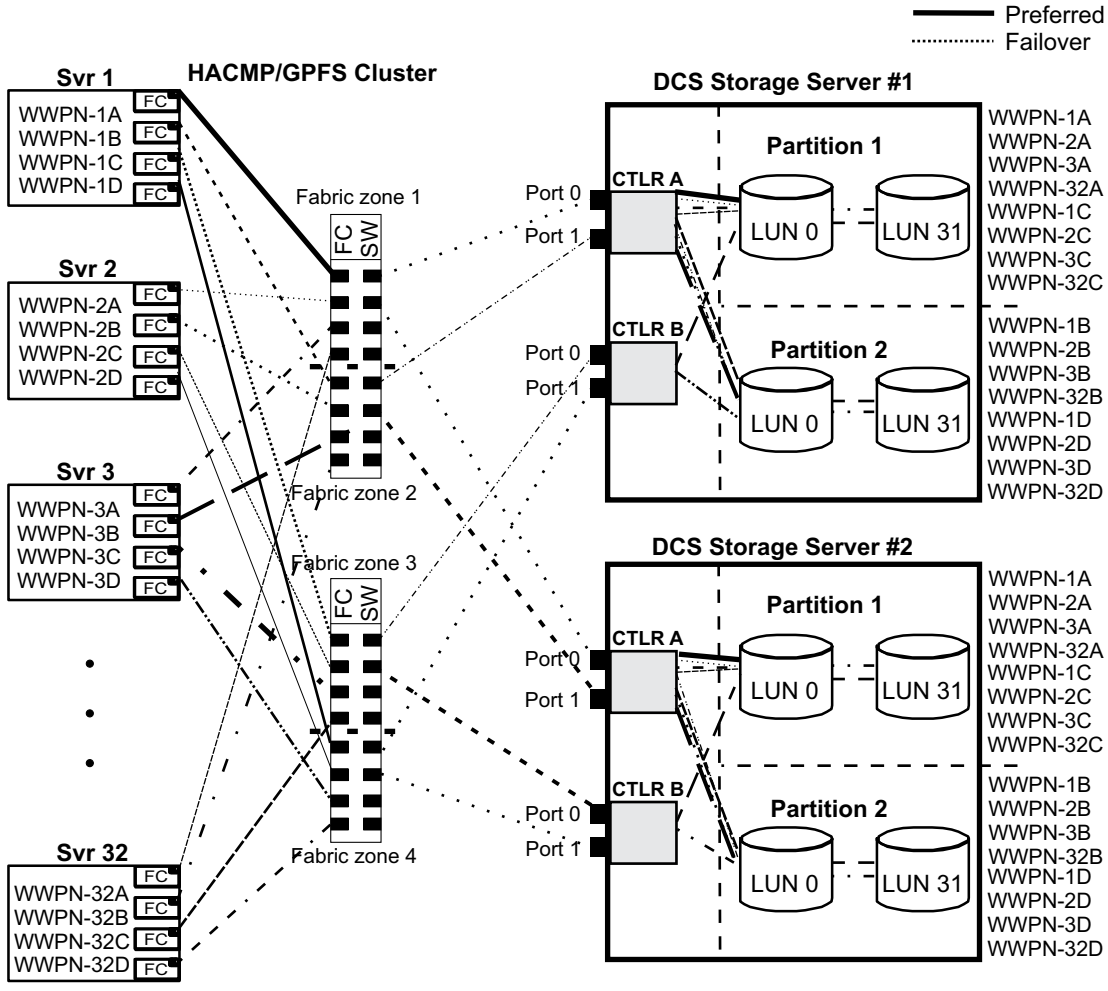 Preferred
Failover
Svr 1
HACMP/GPFS Cluster
FC
WWPN-1A
FC
WWPN-1B
FC
WWPN-1C
FC
WWPN-1D
Svr 2
FC
WWPN-2A
FC
WWPN-2B
FC
WWPN-2C
FC
WWPN-2D
Svr 3
FC
WWPN-3A
FC
WWPN-3B
FC
WWPN-3C
FC
WWPN-3D
Svr 32
FC
WWPN-32A
FC
WWPN-32B
FC
WWPN-32C
FC
WWPN-32D
Fabric zone 1
FC
SW
Fabric zone 2
Fabric zone 3
FC
SW
Fabric zone 4
DCS Storage Server #1
Port 0
Port 1
CTLR A
Partition 1
LUN 0
LUN 31
Port 0
Port 1
CTLR B
Partition 2
LUN 0
LUN 31
WWPN-1A
WWPN-2A
WWPN-3A
WWPN-32A
WWPN-1C
WWPN-2C
WWPN-3C
WWPN-32C
WWPN-1B
WWPN-2B
WWPN-3B
WWPN-32B
WWPN-1D
WWPN-2D
WWPN-3D
WWPN-32D
DCS Storage Server #2
Port 0
Port 1
CTLR A
Partition 1
LUN 0
LUN 31
Port 0
Port 1
CTLR B
Partition 2
LUN 0
LUN 31
WWPN-1A
WWPN-2A
WWPN-3A
WWPN-32A
WWPN-1C
WWPN-2C
WWPN-3C
WWPN-32C
WWPN-1B
WWPN-2B
WWPN-3B
WWPN-32B
WWPN-1D
WWPN-2D
WWPN-3D
WWPN-32D